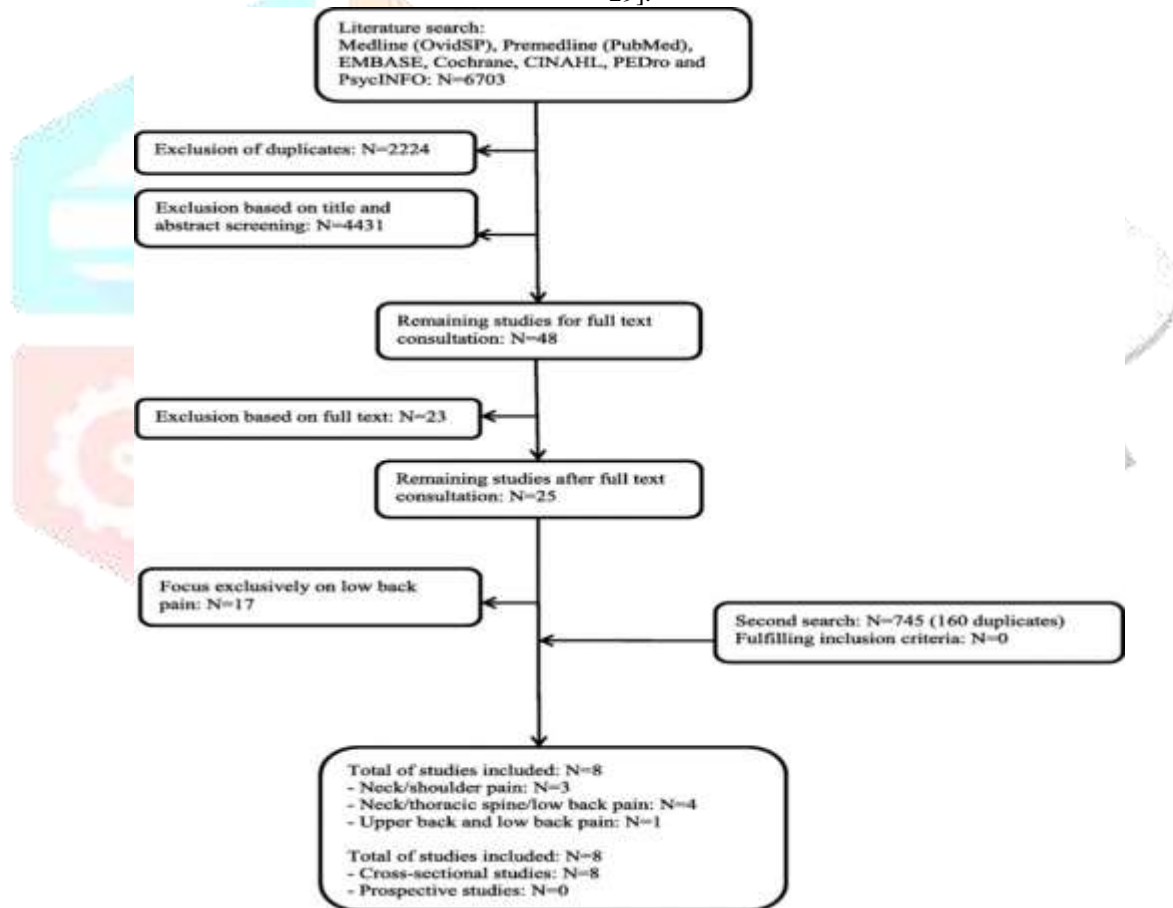 29].
Literature search:
Medline (OvidSP), Premedline (PubMed),
EMBASE, Cochrane, CINAHL, PEDro and
PsycINFO: N=6703
Exclusion of duplicates: N=2224
Exclusion based on title and
abstract screening: N=4431
Remaining studies for full text
consultation: N=48
Exclusion based on full text: N=23
Remaining studies after full text
consultation: N=25
Focus exclusively on low back
pain: N=17
Second search: N=745 (160 duplicates)
Fulfilling inclusion criteria: N=0
Total of studies included: N=8
- Neck/shoulder pain: N=3
- Neck/thoracic spine/low back pain: N=4
- Upper back and low back pain: N=1
Total of studies included: N=8
- Cross-sectional studies: N=8
- Prospective studies: N=0